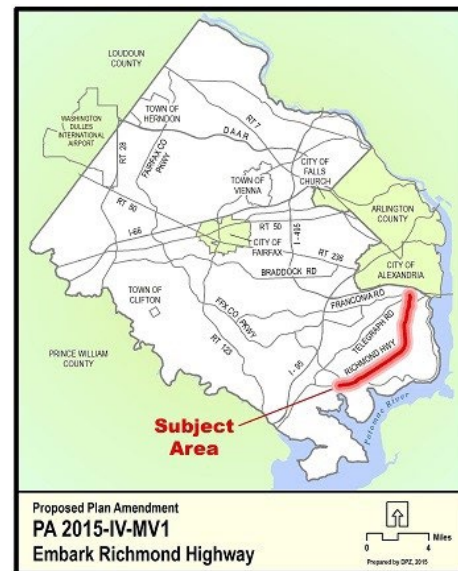 LOUDOUN
COUNTY
WASHINGTON
DULLES
INTERNATIONAL
AIRPORT
TOWN OF
HERNDON
RT 7
D A A R
RT 28
FAIRFAX CO
PKWY
CITY OF
FALLS
CHURCH
TOWN OF
VIENNA
ARLINGTON
COUNTY
RT 50
I-66
RT 50
I-495
CITY OF
FAIRFAX
RT 236
CITY OF
ALEXANDRIA
BRADDOCK RD
TOWN OF
CLIFTON
FFX CO PKWY
FRANCONIA RD
TELEGRAPH RD
RICHMOND HWY
RT 123
I-95
PRINCE WILLIAM
COUNTY
Potomac River
Subject
Area
Proposed Plan Amendment
PA 2015-IV-MV1
Embark Richmond Highway
Miles
0 4
Prepared by DPZ, 2015